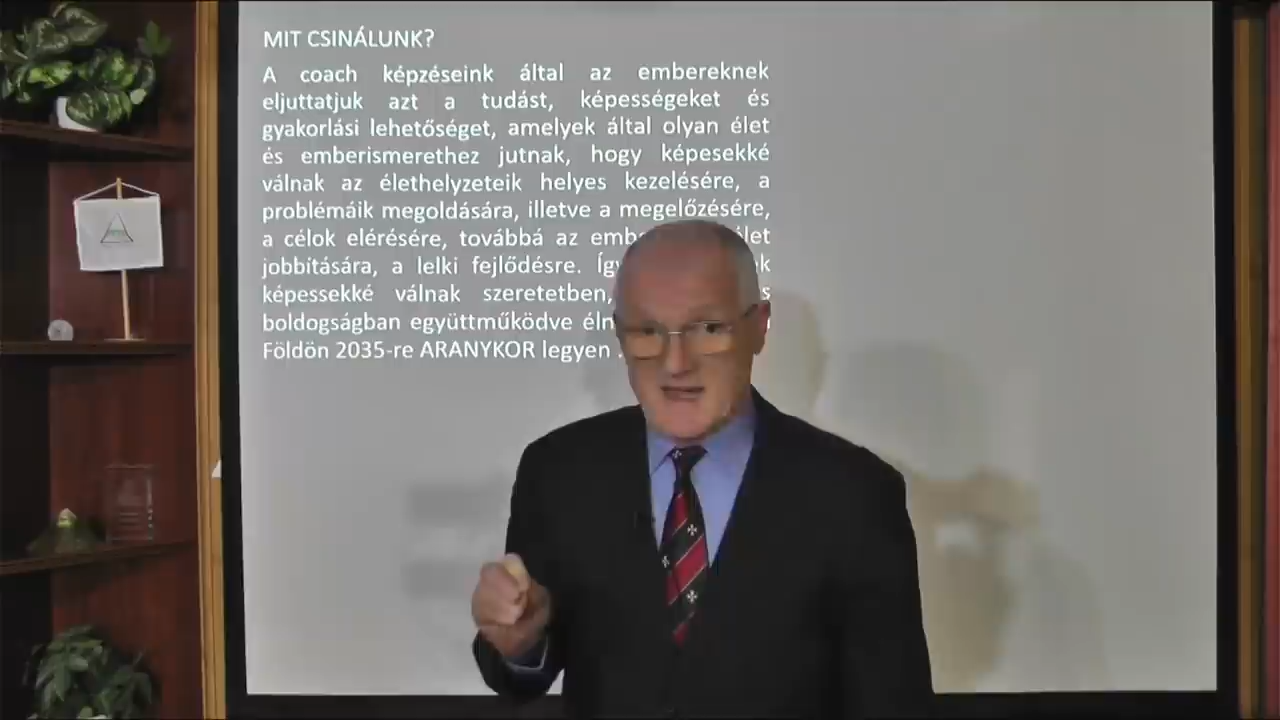 MIT CSINÁLUNK?
A coach képzéseink által az embereknek
eljuttatjuk azt a tudást, képességeket és
gyakorlási lehetőséget, amelyek által olyan élet
és emberismerethez jutnak, hogy képesekké
válnak az élethelyzeteik helyes kezelésére, a
problémáik megoldására, illetve a megelőzésére,
a célok elérésére, továbbá az
jobbítására, a lelki fejlődésre.
képessekké válnak szeretetben,
boldogságban együttműködve
Földön 2035-re ARANYKOR legyen .